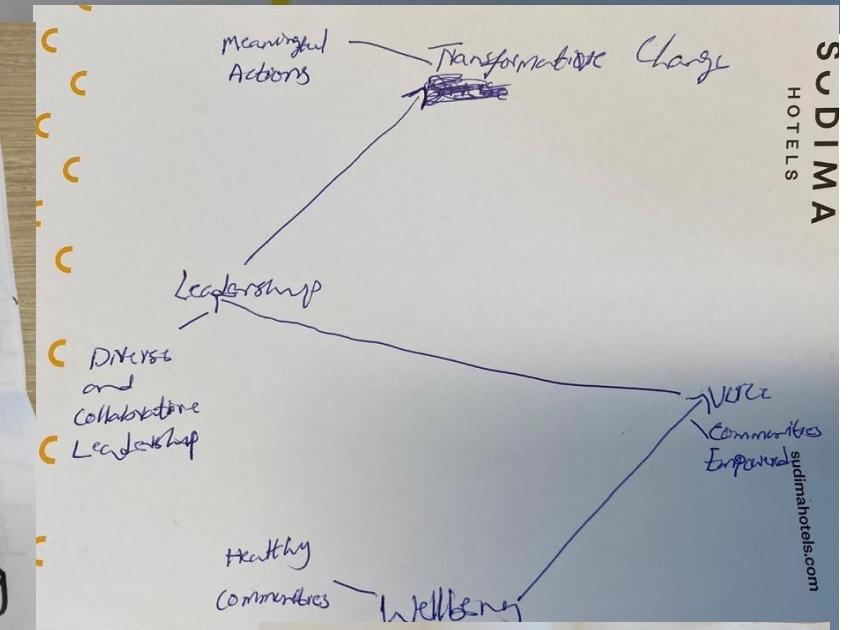 Meaningful
Actions
Transformative Change
SUDIMA
HOTELS
Leadership
Diverse
and
Collaborative
Leadership
Voice
Communities
Empowered
sudimahotels.com
Healthy
Communities
Wellbeing